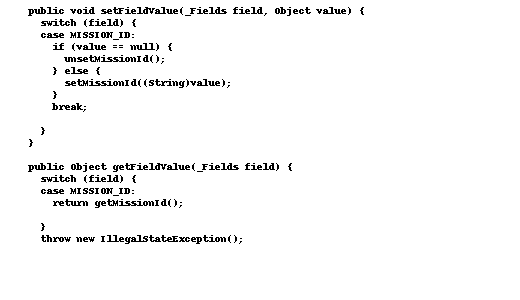 public void setFieldValue(_Fields field, Object value) {
switch (field) {
case MISSION_ID:
if (value == null) {
unsetMissionId();
} else {
setMissionId((String)value);
}
break;
}
}
public Object getFieldValue(_Fields field) {
switch (field) {
case MISSION_ID:
return getMissionId();
}
throw new IllegalStateException();